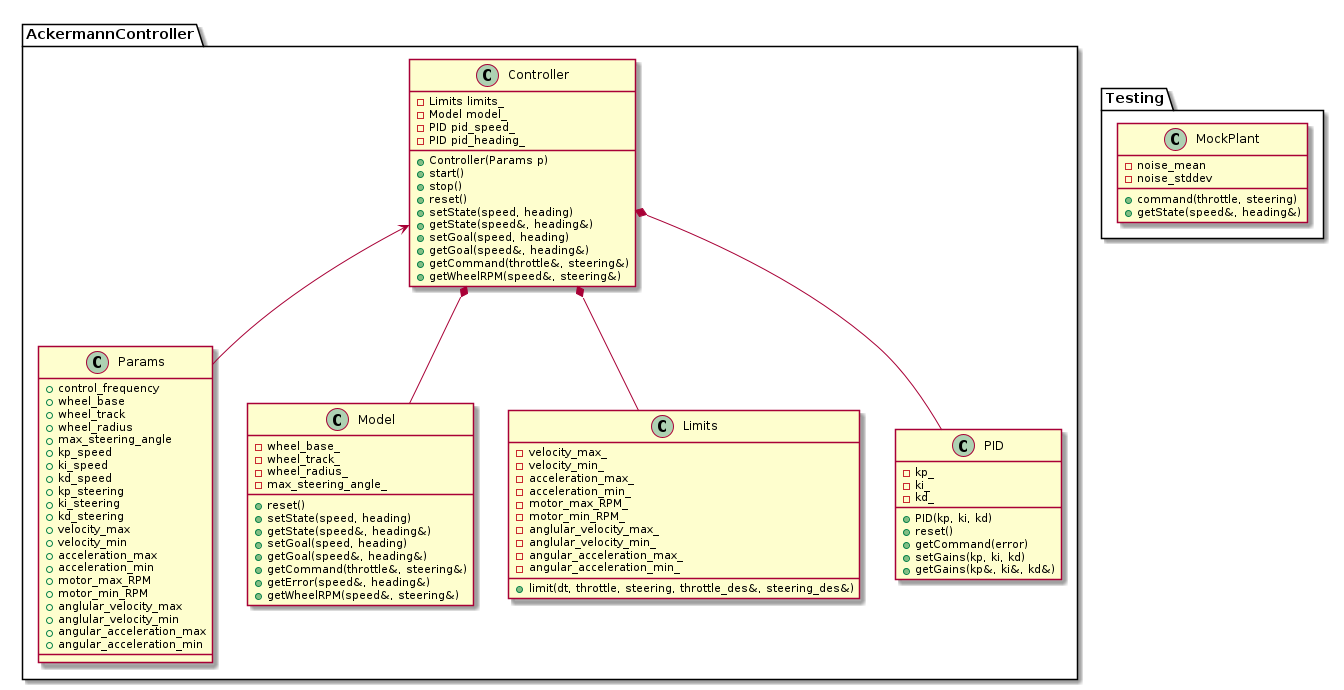 AckermannController
C Controller
Limits limits_
Model model_
PID pid_speed_
PID pid_heading_
Controller(Params p)
start()
stop()
reset()
setState(speed, heading)
getState(speed&, heading&)
setGoal(speed, heading)
getGoal(speed&, heading&)
getCommand(throttle&, steering&)
getWheelRPM(speed&, steering&)
Testing
C MockPlant
noise_mean
noise_stddev
command(throttle, steering)
getState(speed&, heading&)
C Params
control_frequency
wheel_base
wheel_track
wheel_radius
max_steering_angle
kp_speed
ki_speed
kd_speed
kp_steering
ki_steering
kd_steering
velocity_max
velocity_min
acceleration_max
acceleration_min
motor_max_RPM
motor_min_RPM
anglular_velocity_max
anglular_velocity_min
angular_acceleration_max
angular_acceleration_min
C Model
wheel_base_
wheel_track_
wheel_radius_
max_steering_angle_
reset()
setState(speed, heading)
getState(speed&, heading&)
setGoal(speed, heading)
getGoal(speed&, heading&)
getCommand(throttle&, steering&)
getError(speed&, heading&)
getWheelRPM(speed&, steering&)
C Limits
velocity_max_
velocity_min_
acceleration_max_
acceleration_min_
motor_max_RPM_
motor_min_RPM_
anglular_velocity_max_
anglular_velocity_min_
angular_acceleration_max_
angular_acceleration_min_
limit(dt, throttle, steering, throttle_des&, steering_des&)
C PID
kp_
ki_
kd_
PID(kp, ki, kd)
reset()
getCommand(error)
setGains(kp, ki, kd)
getGains(kp&, ki&, kd&)